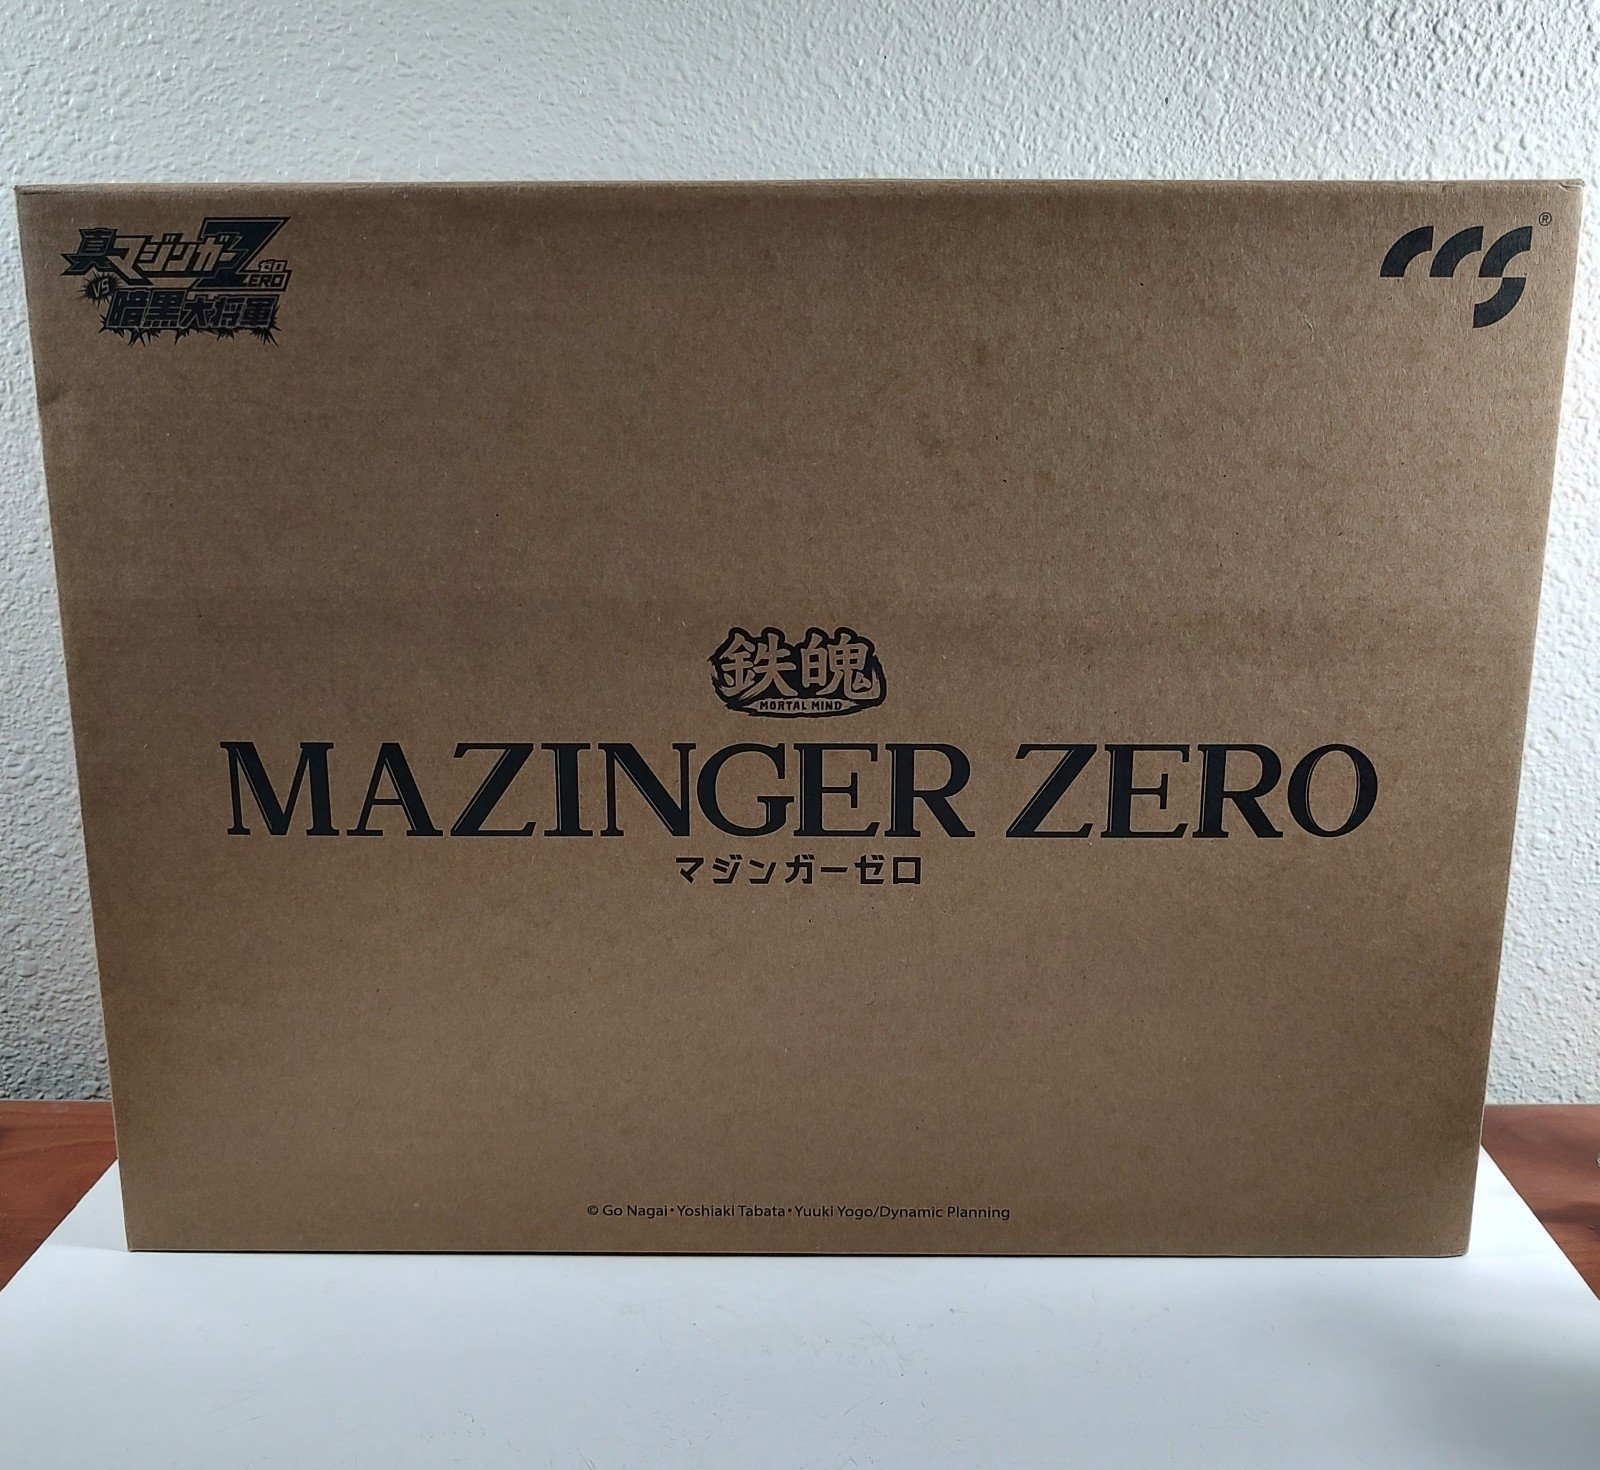 真マジンガーZERO
ゼロ
VS
暗黒大将軍
ccs®
鉄魄
MORTAL MIND
MAZINGER ZERO
マジンガーゼロ
© Go Nagai・Yoshiaki Tabata・Yuuki Yogo/Dynamic Planning